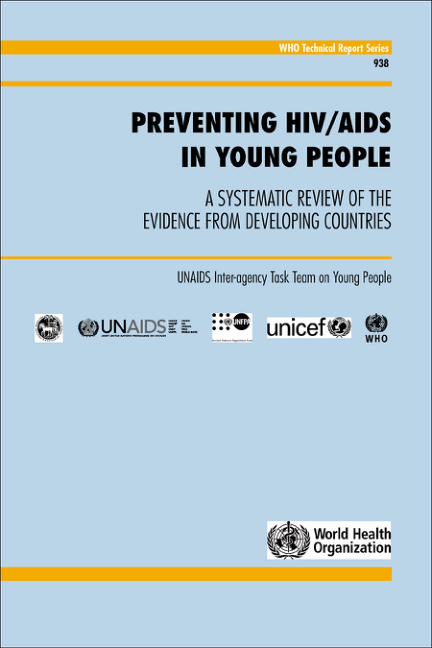 WHO Technical Report Series
938
PREVENTING HIV/AIDS
IN YOUNG PEOPLE
A SYSTEMATIC REVIEW OF THE
EVIDENCE FROM DEVELOPING COUNTRIES
UNAIDS Inter-agency Task Team on Young People
UNAIDS
UNFPA
unicef
WHO
World Health
Organization